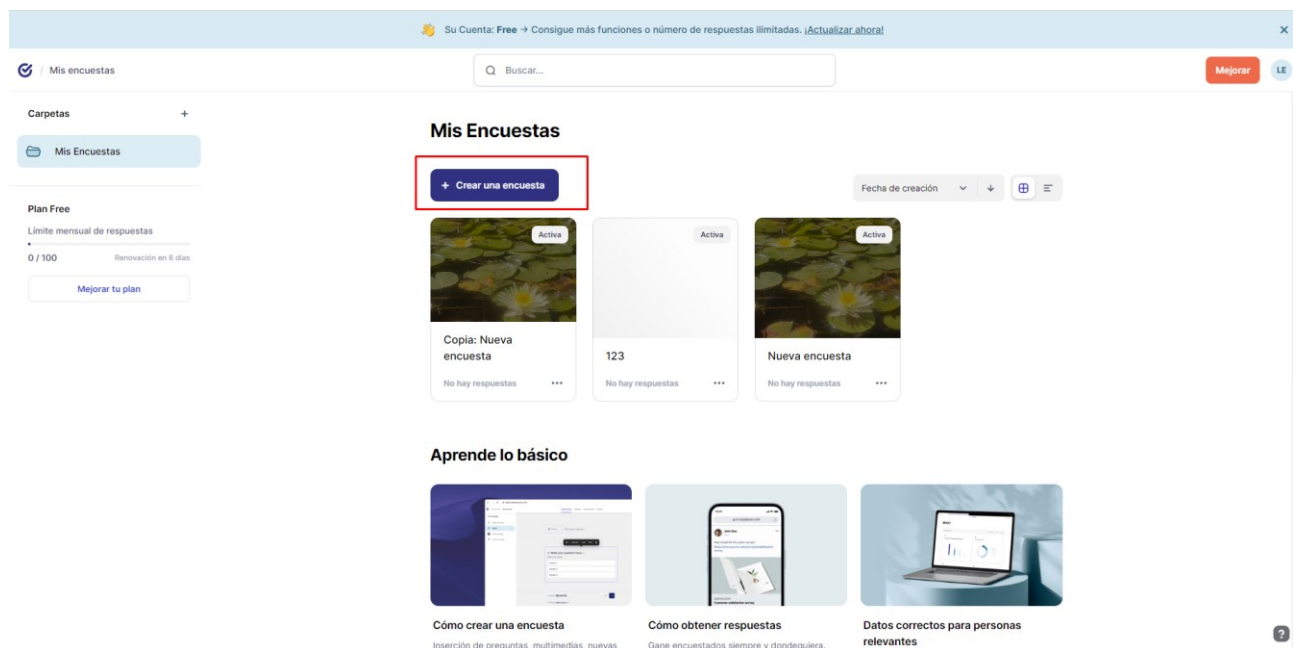 Su Cuenta: Free → Consigue más funciones o número de respuestas ilimitadas. ¡Actualizar ahora!
/ Mis encuestas
Buscar...
Mejorar
LE
Carpetas +
Mis Encuestas
Plan Free
Límite mensual de respuestas
0 / 100 Renovación en 8 días
Mejorar tu plan
Mis Encuestas
+ Crear una encuesta
Fecha de creación
Activa
Activa
Activa
Copia: Nueva
encuesta
No hay respuestas
123
No hay respuestas
Nueva encuesta
No hay respuestas
Aprende lo básico
Cómo crear una encuesta
Inserción de preguntas, multimedias, nuevas
Cómo obtener respuestas
Gane encuestados siempre y dondequiera,
Datos correctos para personas
relevantes
?